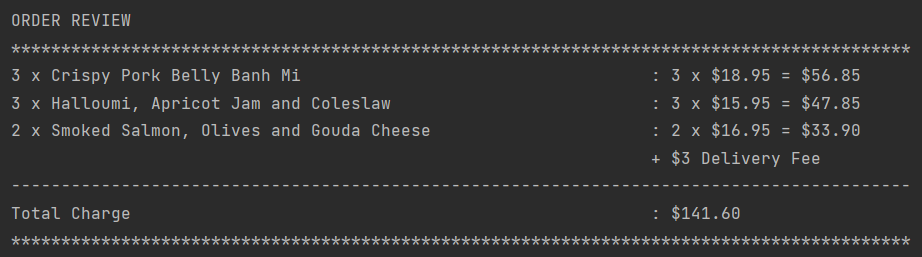 ORDER REVIEW
******************************************************************************************
3 x Crispy Pork Belly Banh Mi : 3 x $18.95 = $56.85
3 x Halloumi, Apricot Jam and Coleslaw : 3 x $15.95 = $47.85
2 x Smoked Salmon, Olives and Gouda Cheese : 2 x $16.95 = $33.90
+ $3 Delivery Fee
------------------------------------------------------------------------------------------
Total Charge : $141.60
******************************************************************************************